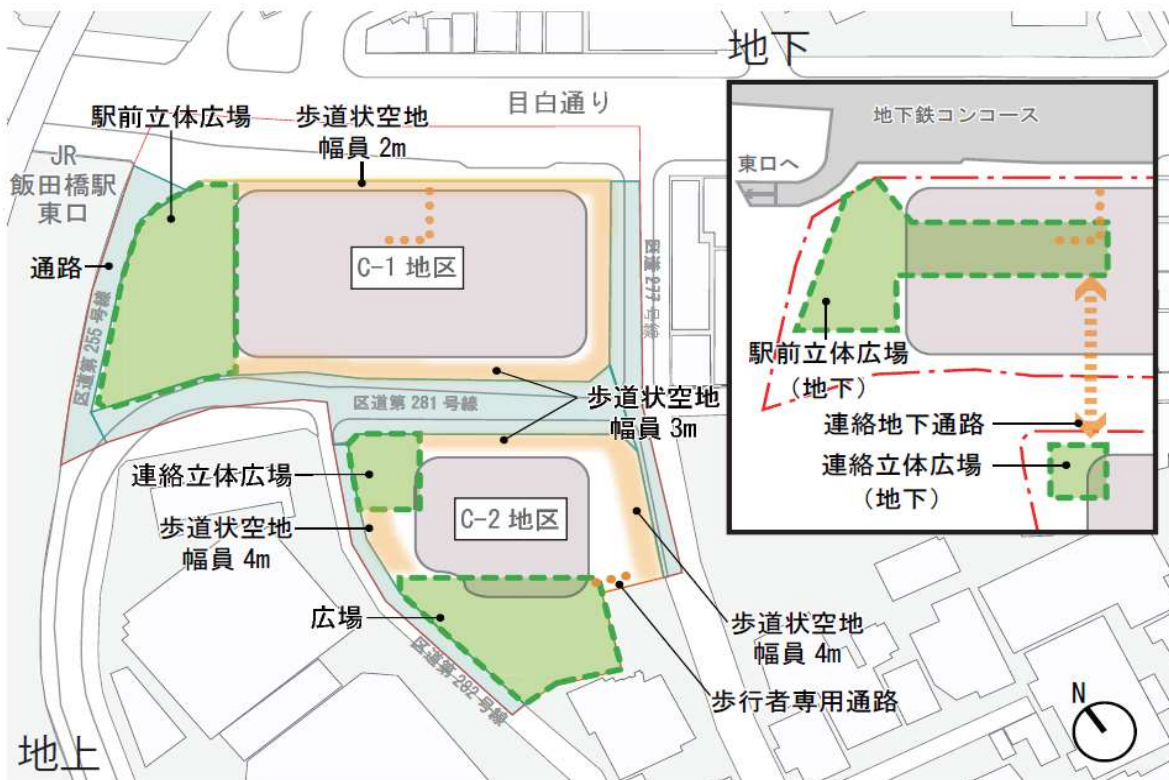 地下
目白通り
駅前立体広場
歩道状空地
幅員 2m
JR
飯田橋駅
東口
通路
C-1 地区
区道第 255 号線
区道第 277 号線
区道第 281 号線
歩道状空地
幅員 3m
連絡立体広場
歩道状空地
幅員 4m
C-2 地区
広場
区道第 282 号線
歩道状空地
幅員 4m
歩行者専用通路
地上
地下鉄コンコース
東口へ
駅前立体広場
（地下）
連絡地下通路
連絡立体広場
（地下）
N